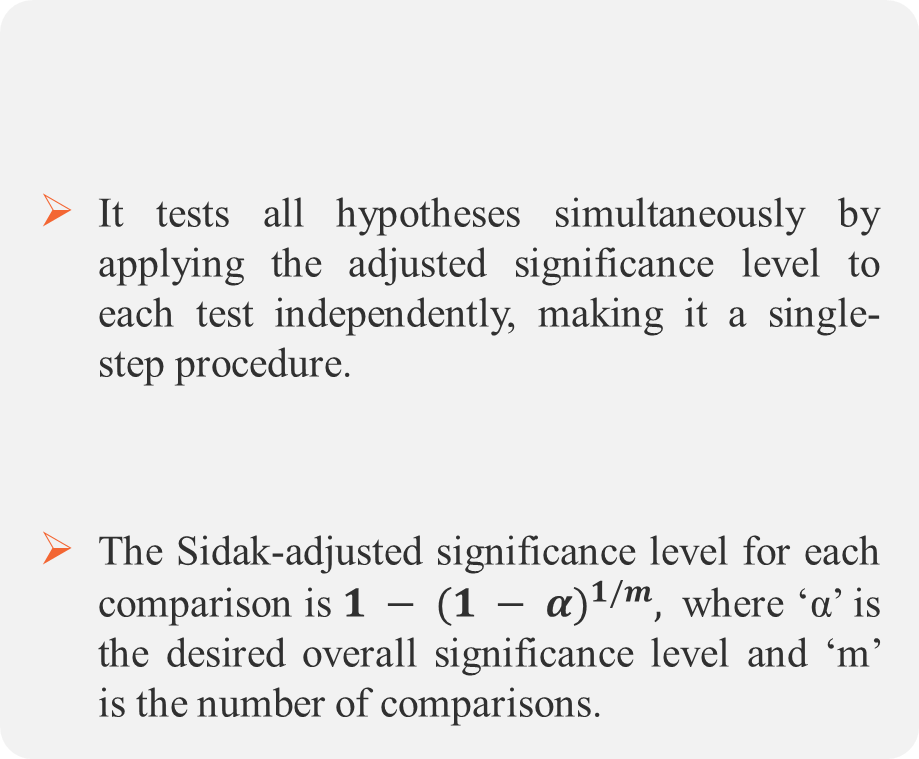 It tests all hypotheses simultaneously by
applying the adjusted significance level to
each test independently, making it a single-
step procedure.
The Sidak-adjusted significance level for each
comparison is 𝟏 − (𝟏 − 𝜶)^𝟏/𝒎, where ‘α’ is
the desired overall significance level and ‘m’
is the number of comparisons.